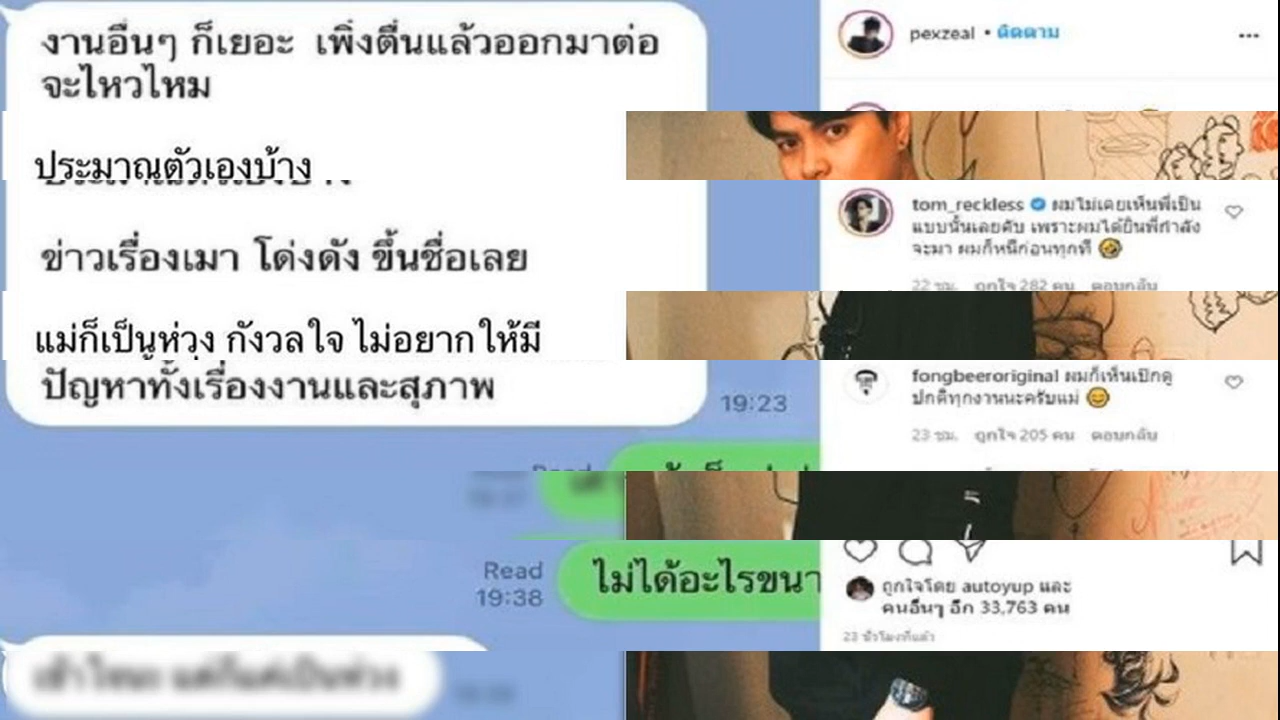 งานอื่นๆ ก็เยอะ เพิ่งตื่นแล้วออกมาต่อ
จะไหวไหม
ประมาณตัวเองบ้าง
ข่าวเรื่องเมา โด่งดัง ขึ้นชื่อเลย
แม่ก็เป็นห่วง กังวลใจ ไม่อยากให้มี
ปัญหาทั้งเรื่องงานและสุภาพ
19:23
Read
19:38
ไม่ได้อะไรขนา
pexzeal • ติดตาม
tom_reckless ผมไม่เคยเห็นพี่เป็น
แบบนั้นเลยคับ เพราะผมได้ยินพี่กำลัง
จะมา ผมก็หนีก่อนทุกที 🤣
22 ชม. ถูกใจ 282 คน ตอบกลับ
fongbeeroriginal ผมก็เห็นเป๊กดู
ปกติทุกงานนะครับแม่ 😊
23 ชม. ถูกใจ 205 คน ตอบกลับ
ถูกใจโดย autoyup และ
คนอื่นๆ อีก 33,763 คน
23 ชั่วโมงที่แล้ว